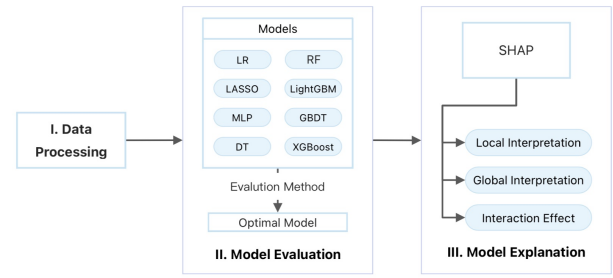 I. Data
Processing
Models
LR
RF
LASSO
LightGBM
MLP
GBDT
DT
XGBoost
Evalution Method
Optimal Model
II. Model Evaluation
SHAP
Local Interpretation
Global Interpretation
Interaction Effect
III. Model Explanation